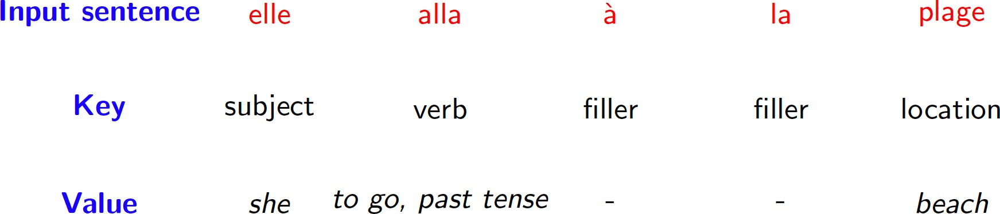 Input sentence elle alla à la plage
Key subject verb filler filler location
Value she to go, past tense - - beach